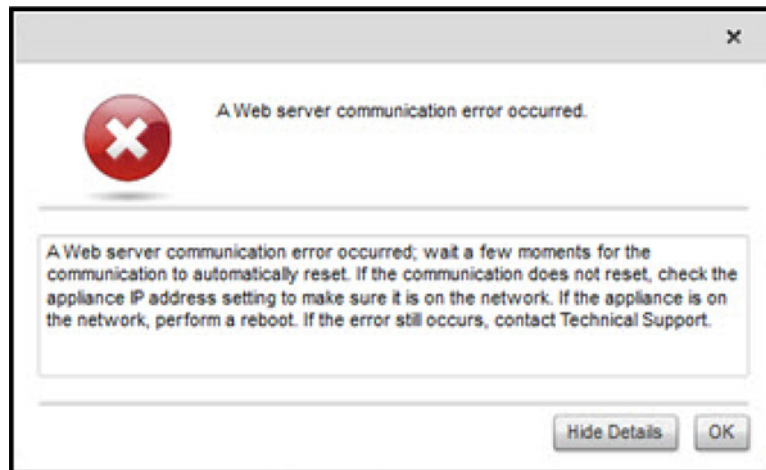 A Web server communication error occurred.
A Web server communication error occurred; wait a few moments for the
communication to automatically reset. If the communication does not reset, check the
appliance IP address setting to make sure it is on the network. If the appliance is on
the network, perform a reboot. If the error still occurs, contact Technical Support.
Hide Details OK